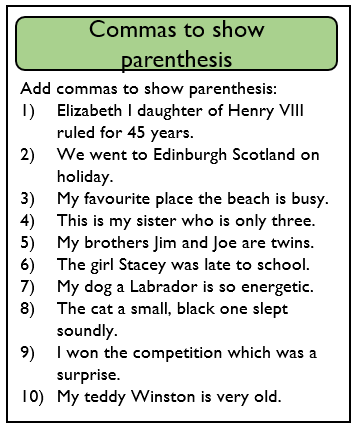 Commas to show
parenthesis
Add commas to show parenthesis:
1) Elizabeth I daughter of Henry VIII
ruled for 45 years.
2) We went to Edinburgh Scotland on
holiday.
3) My favourite place the beach is busy.
4) This is my sister who is only three.
5) My brothers Jim and Joe are twins.
6) The girl Stacey was late to school.
7) My dog a Labrador is so energetic.
8) The cat a small, black one slept
soundly.
9) I won the competition which was a
surprise.
10) My teddy Winston is very old.